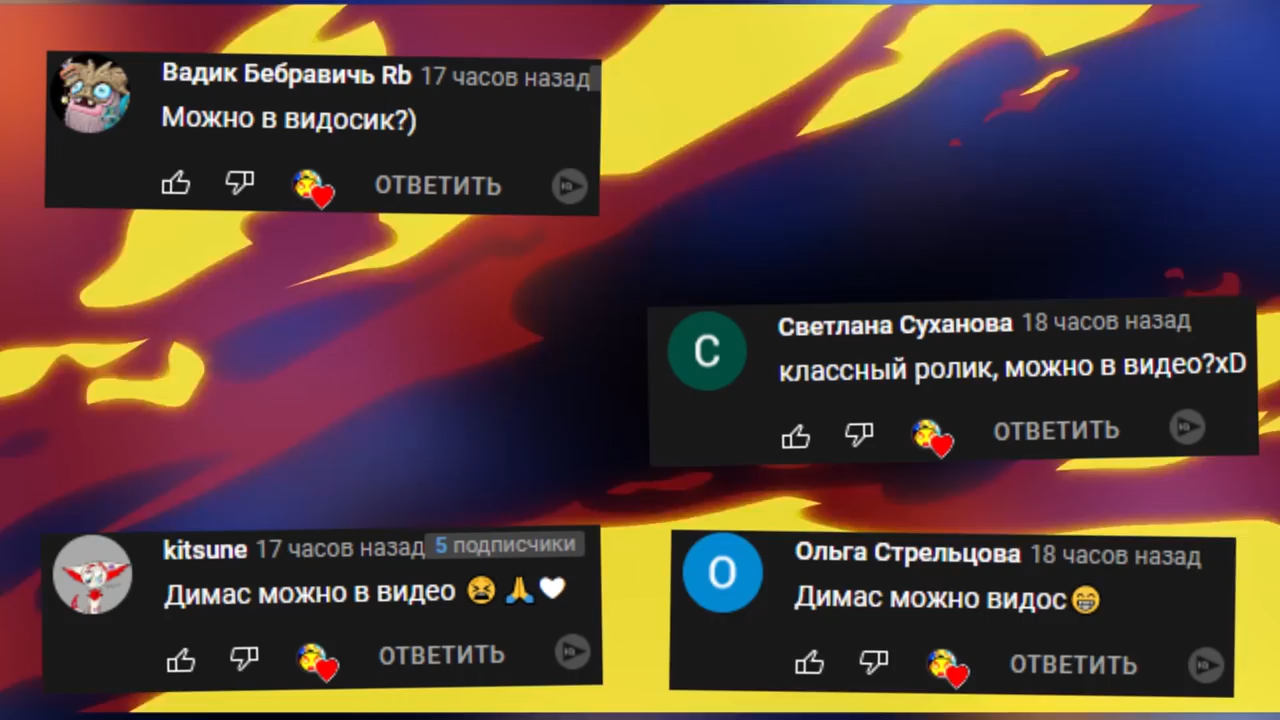 Вадик Бебравичь Rb 17 часов назад
Можно в видосик?)
ОТВЕТИТЬ
Светлана Суханова 18 часов назад
С
классный ролик, можно в видео?xD
ОТВЕТИТЬ
kitsune 17 часов назад 5 подписчики
Димас можно в видео 😫🙏🤍
ОТВЕТИТЬ
Ольга Стрельцова 18 часов назад
О
Димас можно видос😁
ОТВЕТИТЬ